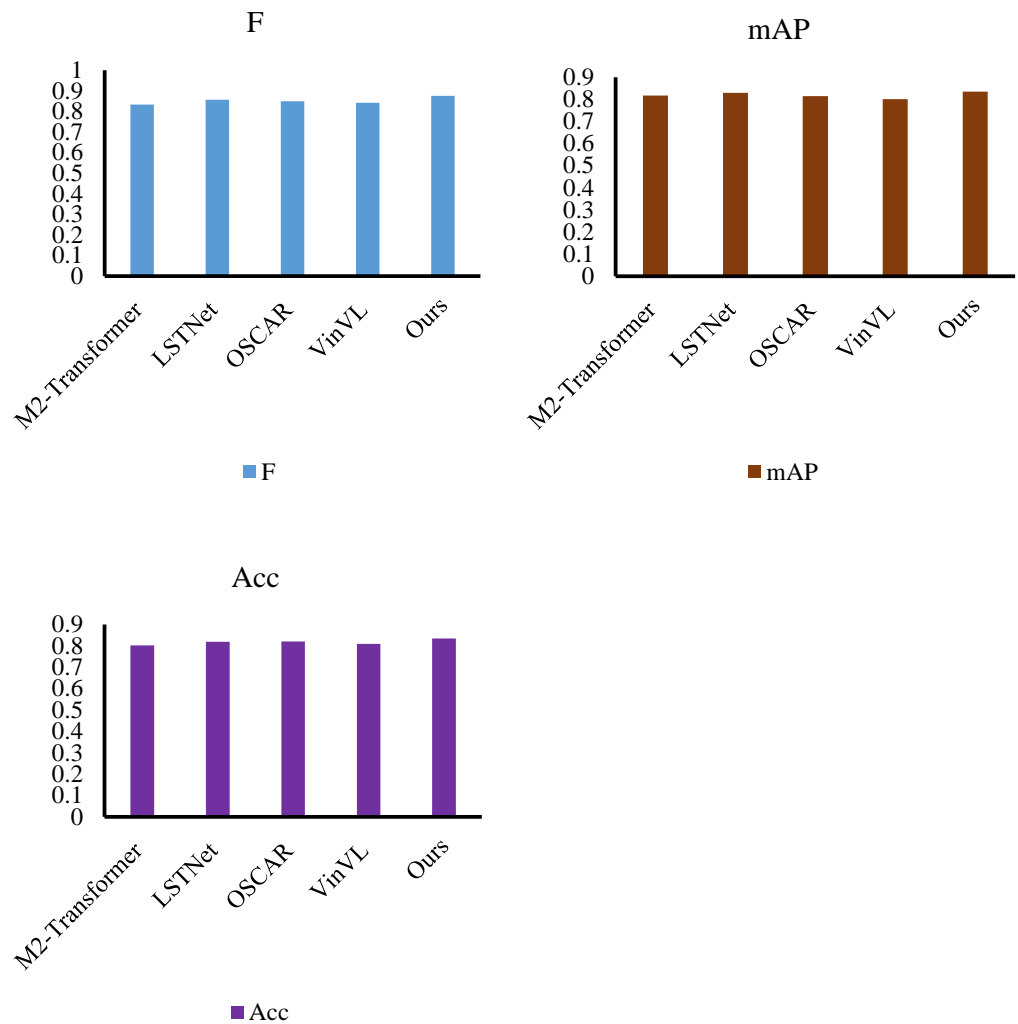 F
1
0.9
0.8
0.7
0.6
0.5
0.4
0.3
0.2
0.1
0
M2-Transformer
LSTNet
OSCAR
VinVL
Ours
F
mAP
0.9
0.8
0.7
0.6
0.5
0.4
0.3
0.2
0.1
0
M2-Transformer
LSTNet
OSCAR
VinVL
Ours
mAP
Acc
0.9
0.8
0.7
0.6
0.5
0.4
0.3
0.2
0.1
0
M2-Transformer
LSTNet
OSCAR
VinVL
Ours
Acc